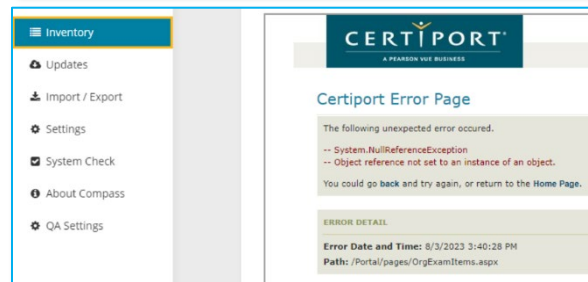 Inventory
Updates
Import / Export
Settings
System Check
About Compass
QA Settings
CERTIPORT
A PEARSON VUE BUSINESS
Certiport Error Page
The following unexpected error occured.
-- System.NullReferenceException
-- Object reference not set to an instance of an object.
You could go back and try again, or return to the Home Page.
ERROR DETAIL
Error Date and Time: 8/3/2023 3:40:28 PM
Path: /Portal/pages/OrgExamItems.aspx